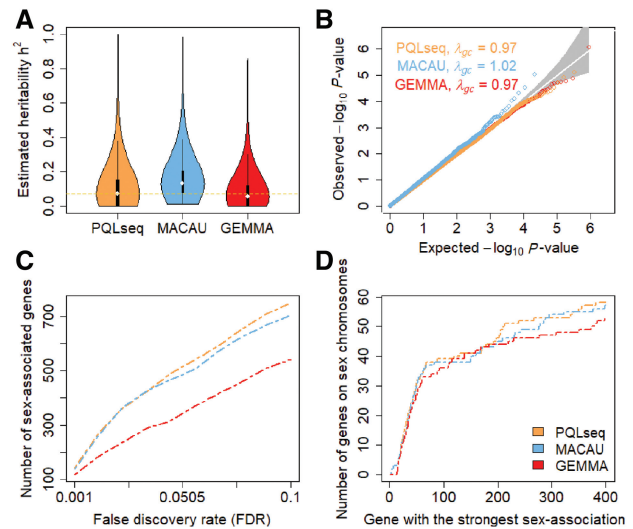 A
Estimated heritability h²
1.0
0.8
0.6
0.4
0.2
0.0
PQLseq MACAU GEMMA
B
PQLseq, λgc = 0.97
MACAU, λgc = 1.02
GEMMA, λgc = 0.97
Observed −log10 P-value
6
5
4
3
2
1
0
0 1 2 3 4 5 6
Expected −log10 P-value
C
Number of sex-associated genes
700
500
300
100
0.001 0.0505 0.1
False discovery rate (FDR)
D
Number of genes on sex chromosomes
60
50
40
30
20
10
0
PQLseq
MACAU
GEMMA
0 100 200 300 400
Gene with the strongest sex-association